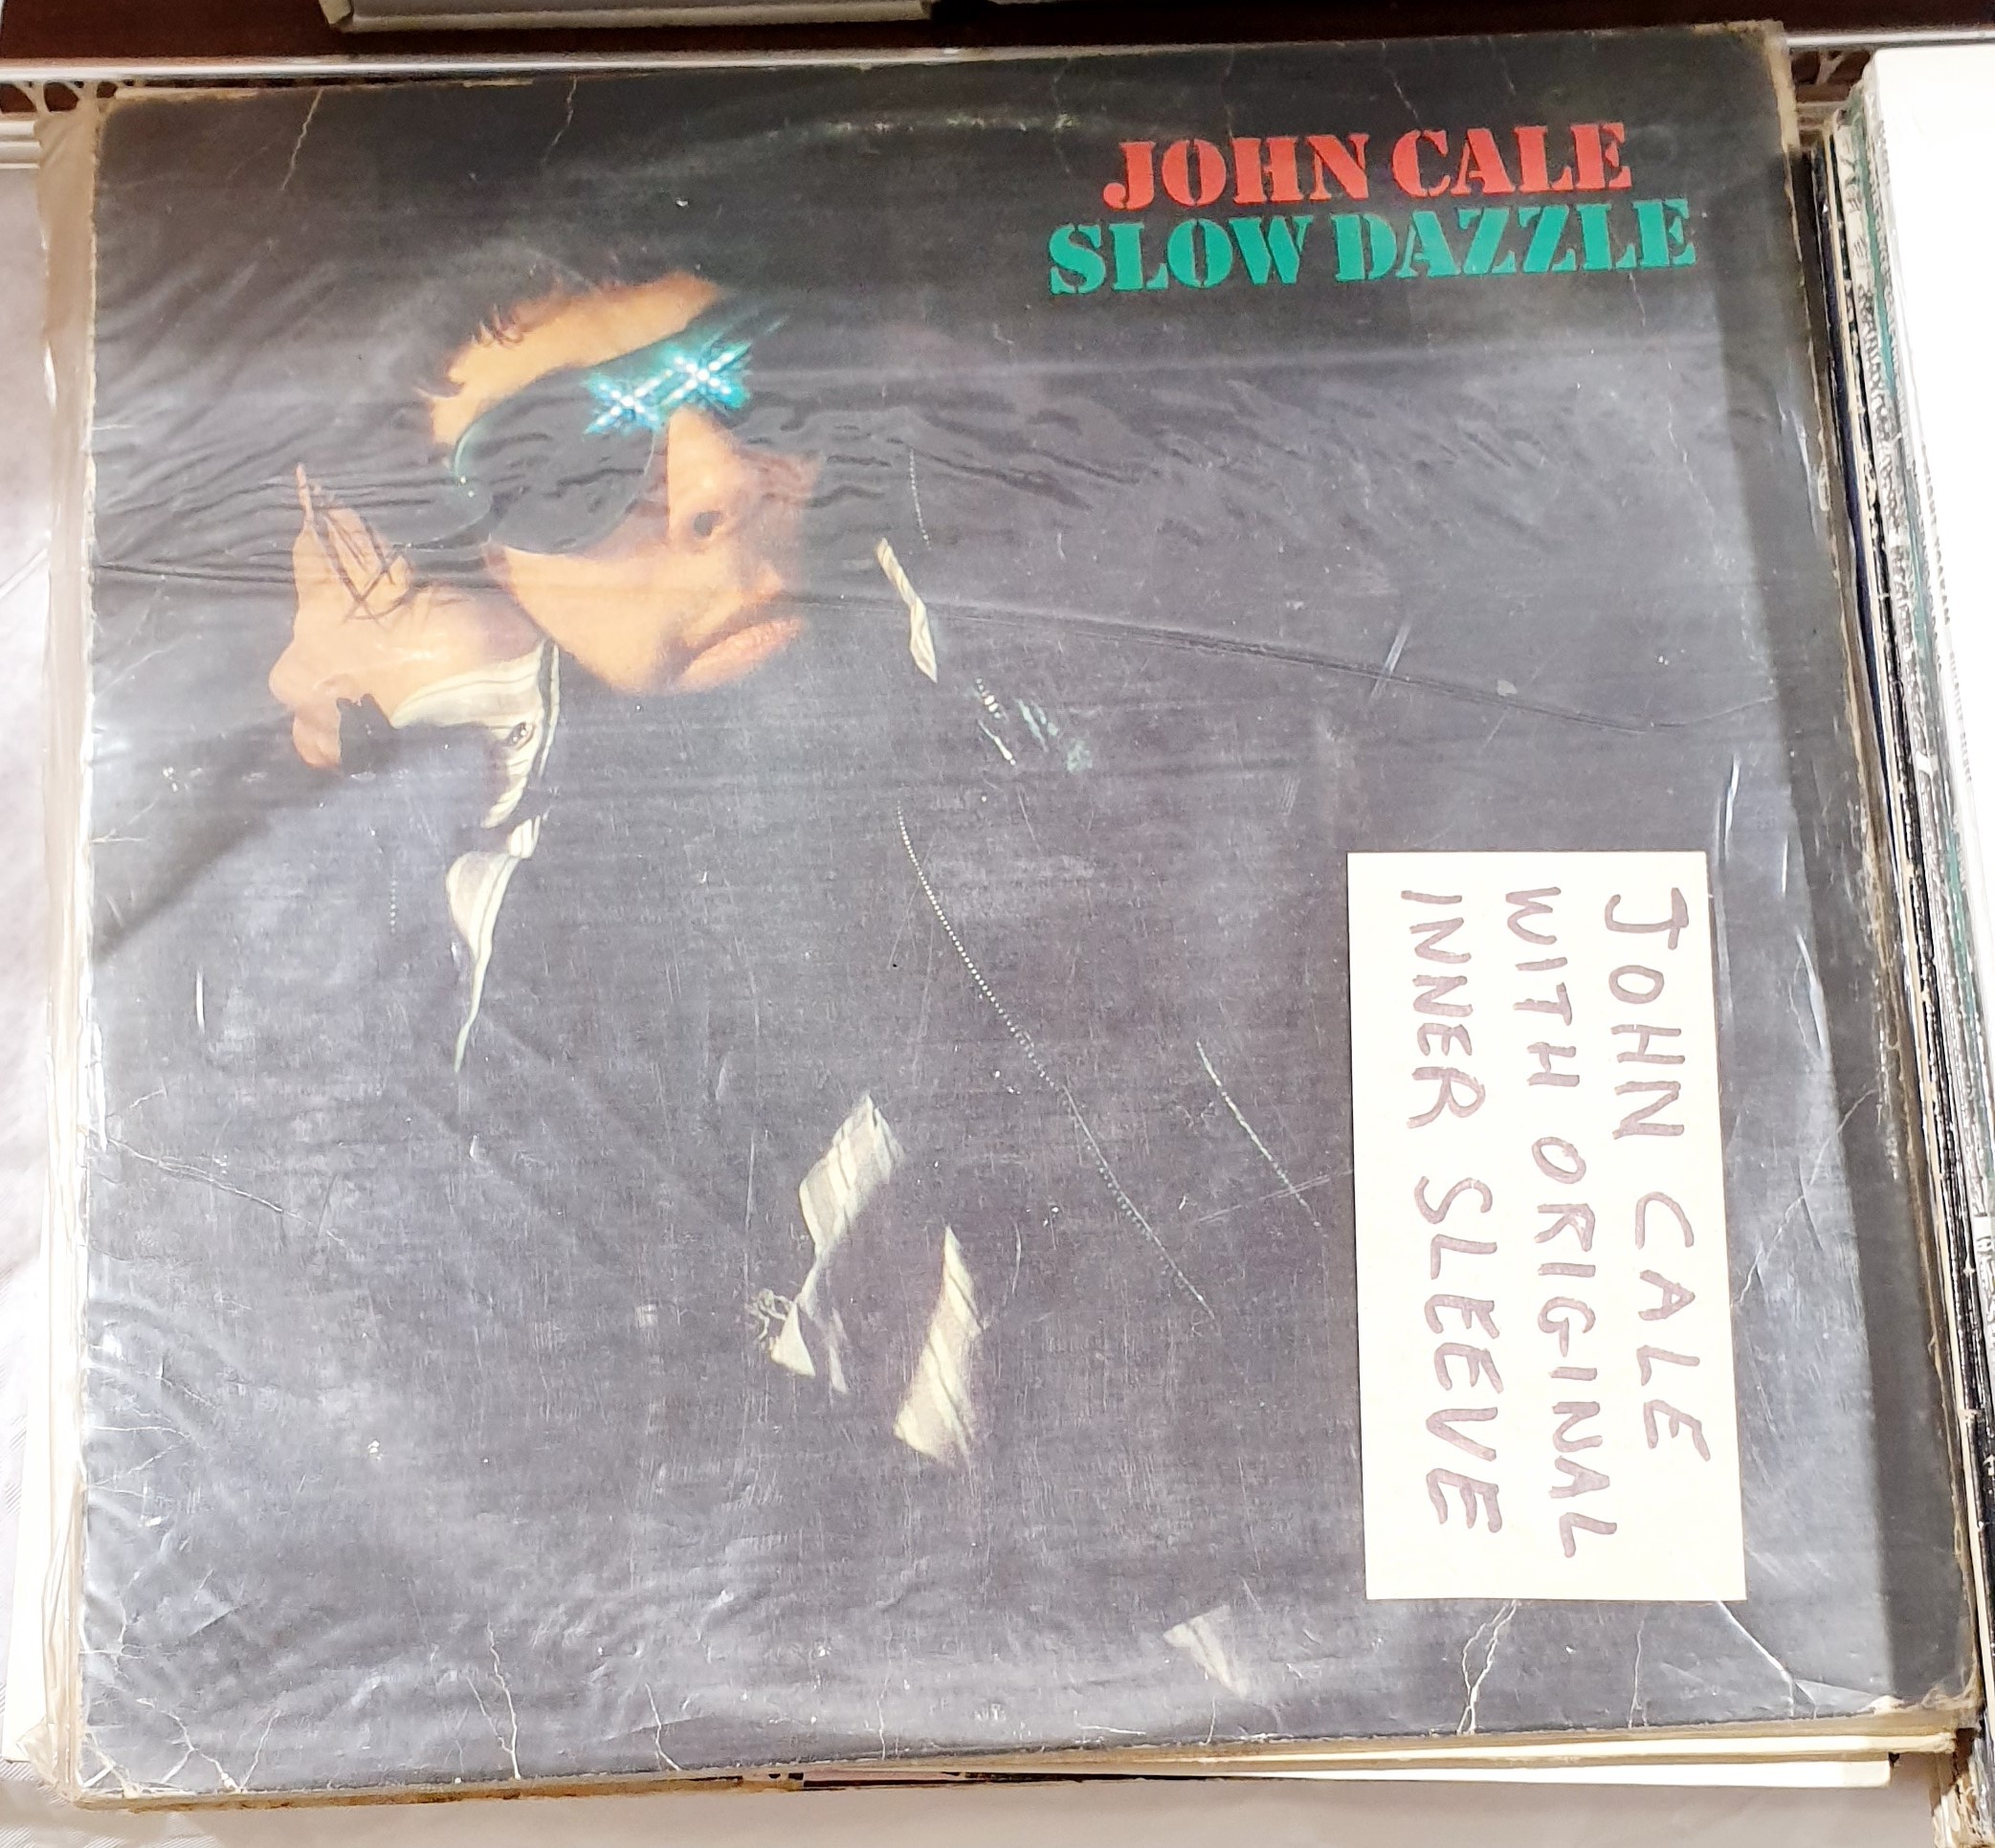 JOHN CALE
SLOW DAZZLE
JOHN CALE
WITH ORIGINAL
INNER SLEEVE